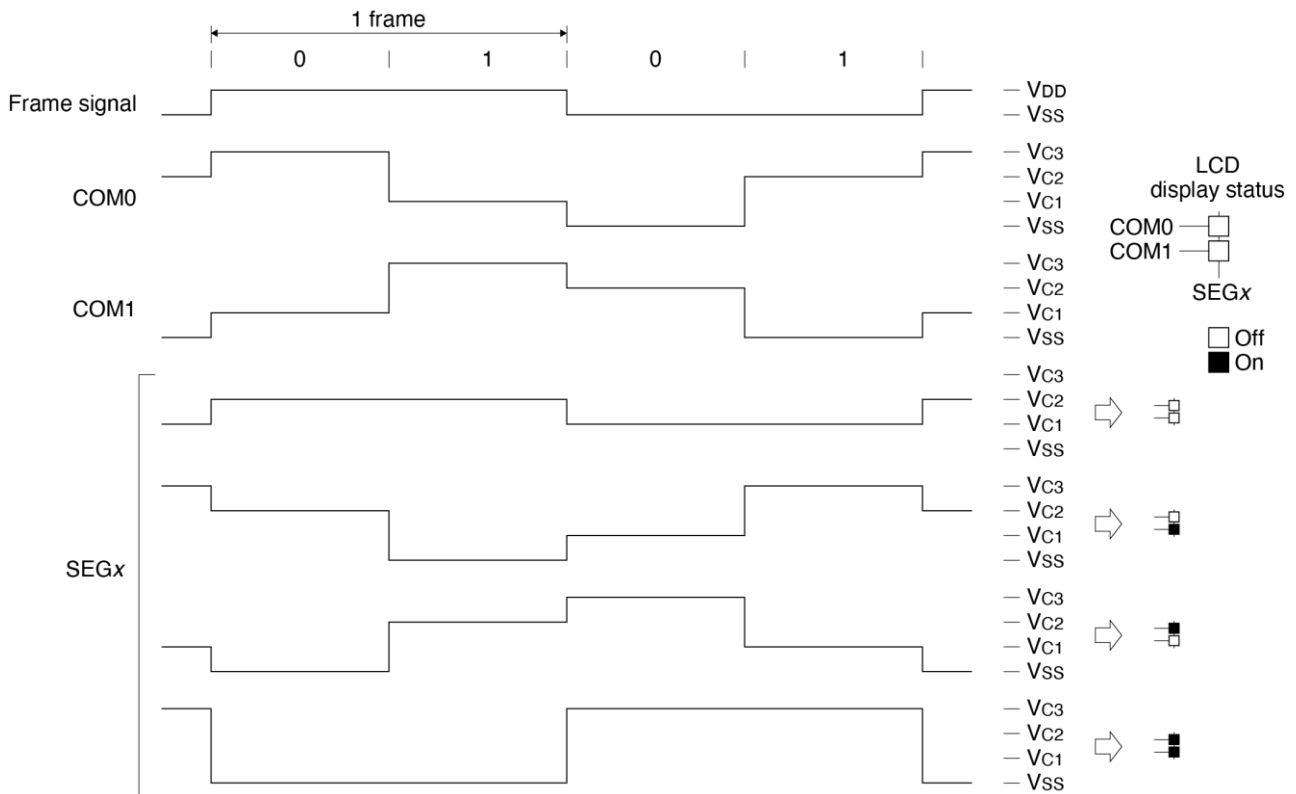 1 frame
| 0 | 1 | 0 | 1 |
Frame signal
VDD
VSS
COM0
VC3
VC2
VC1
VSS
COM1
VC3
VC2
VC1
VSS
LCD
display status
COM0
COM1
SEGx
Off
On
SEGx
VC3
VC2
VC1
VSS
VC3
VC2
VC1
VSS
VC3
VC2
VC1
VSS
VC3
VC2
VC1
VSS